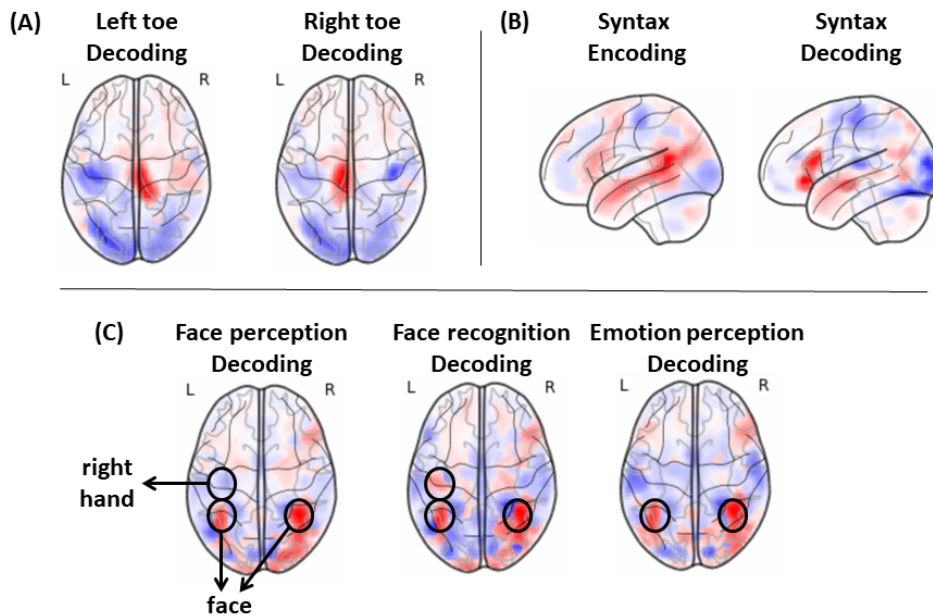 (A)
Left toe
Decoding
Right toe
Decoding
L
R
(B)
Syntax
Encoding
Syntax
Decoding
(C)
Face perception
Decoding
Face recognition
Decoding
Emotion perception
Decoding
L
R
L
R
L
R
right
hand
face